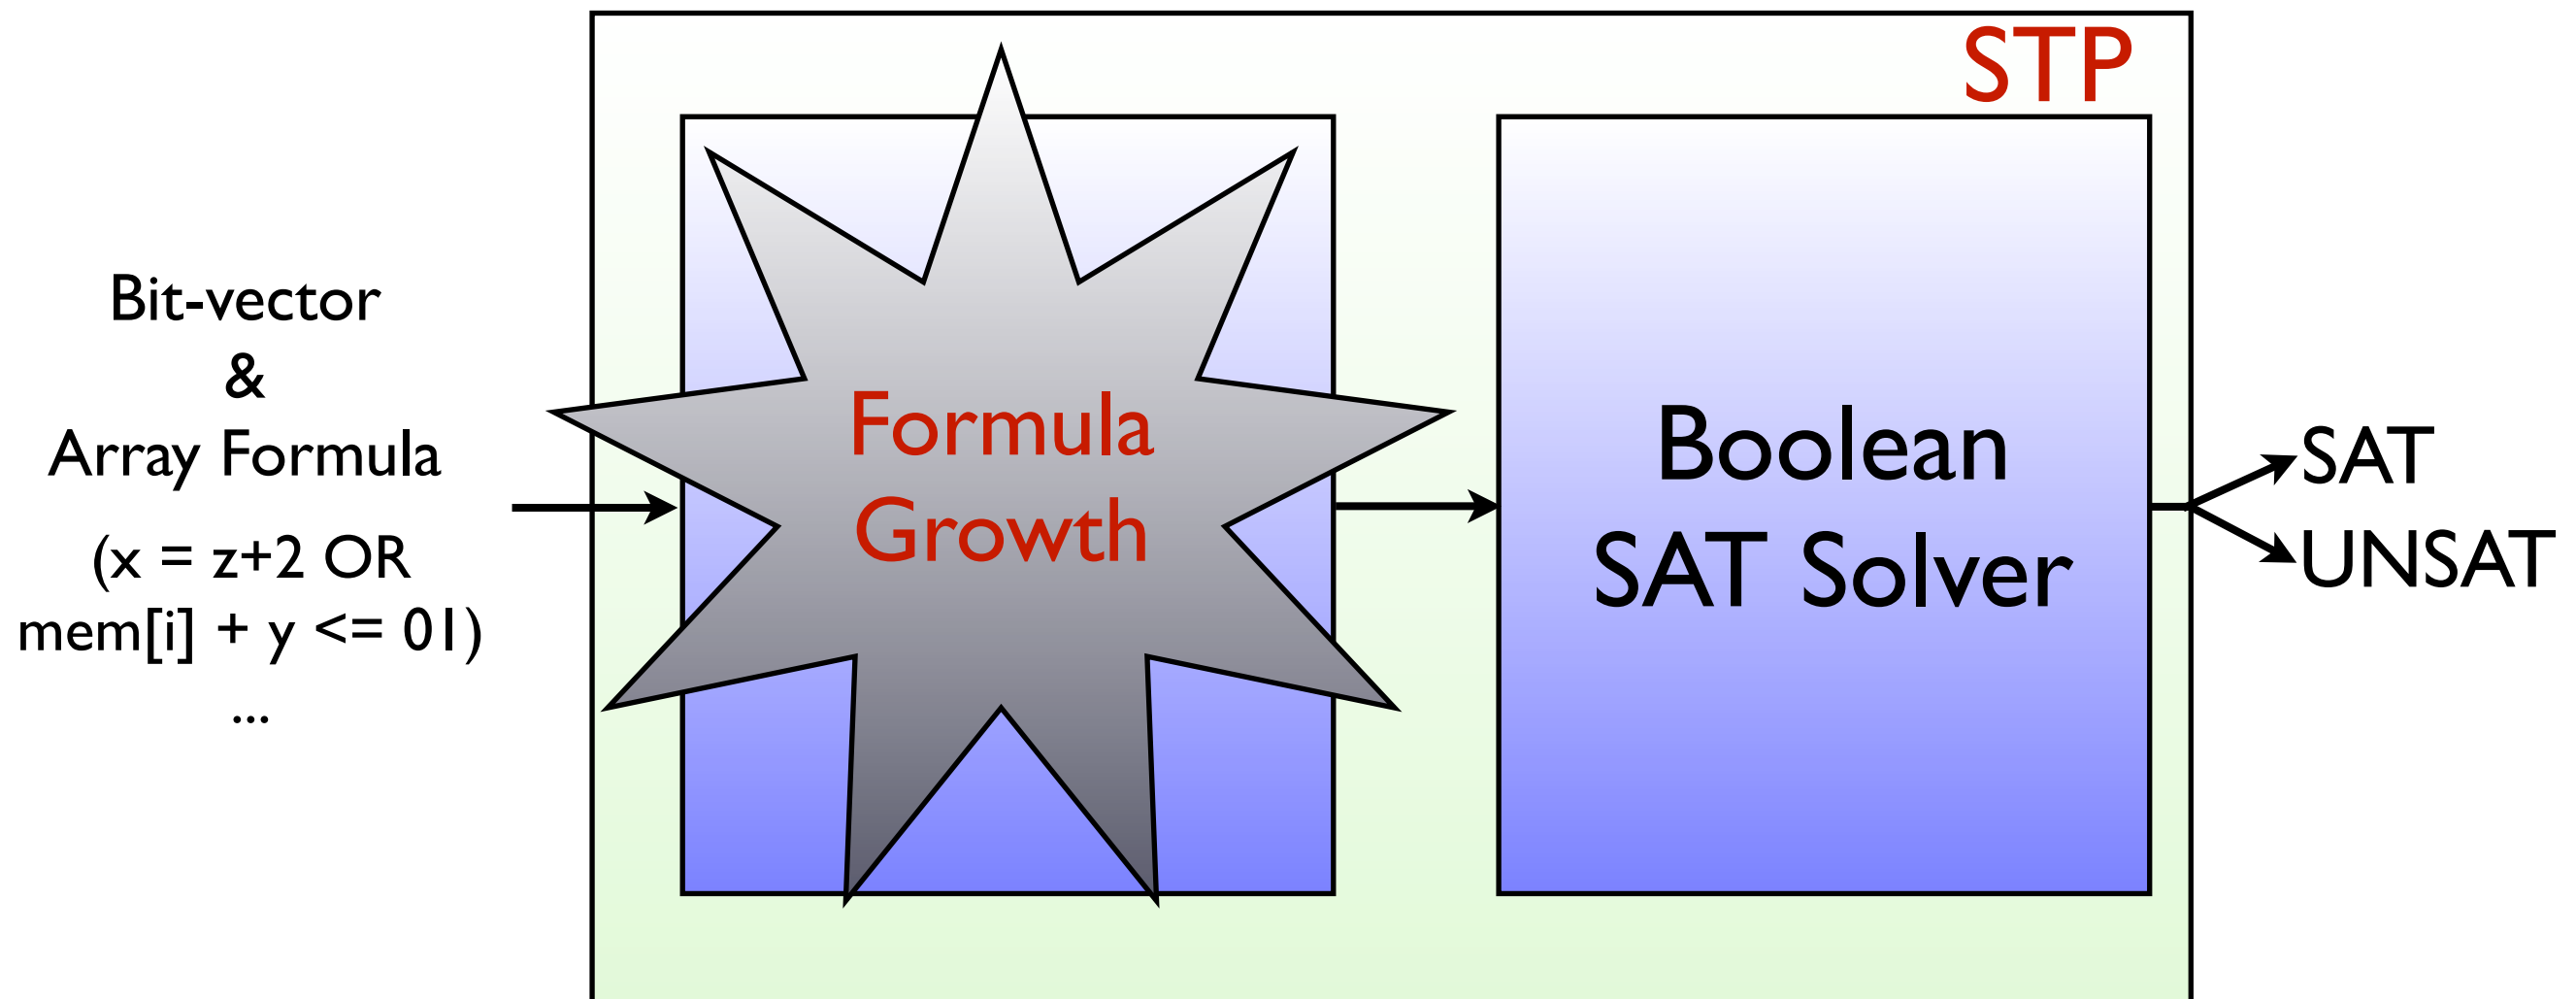 STP
Bit-vector
&
Array Formula
(x = z+2 OR
mem[i] + y <= 01)
...
Formula
Growth
Boolean
SAT Solver
SAT
UNSAT